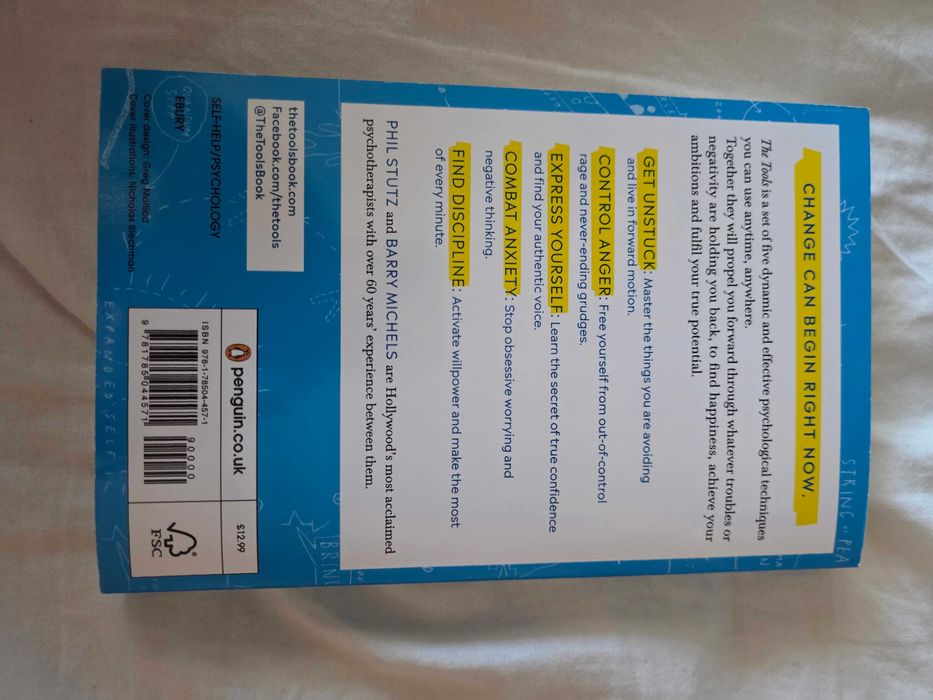 CHANGE CAN BEGIN RIGHT NOW.
The Tools is a set of five dynamic and effective psychological techniques
you can use anytime, anywhere.
Together they will propel you forward through whatever troubles or
negativity are holding you back, to find happiness, achieve your
ambitions and fulfil your true potential.
GET UNSTUCK: Master the things you are avoiding
and live in forward motion.
CONTROL ANGER: Free yourself from out-of-control
rage and never-ending grudges.
EXPRESS YOURSELF: Learn the secret of true confidence
and find your authentic voice.
COMBAT ANXIETY: Stop obsessive worrying and
negative thinking.
FIND DISCIPLINE: Activate willpower and make the most
of every minute.
PHIL STUTZ and BARRY MICHELS are Hollywood's most acclaimed
psychotherapists with over 60 years' experience between them.
thetoolsbook.com
Facebook.com/thetools
@TheToolsBook
SELF-HELP/PSYCHOLOGY
EBURY
Cover design: Greg Mollica
Cover illustrations: Nicholas Blechman
penguin.co.uk
£12.99
ISBN 978-1-78504-457-1
90000
9 781785 044571
FSC
STRING OF PEA
BRING
EXPANDED SELF